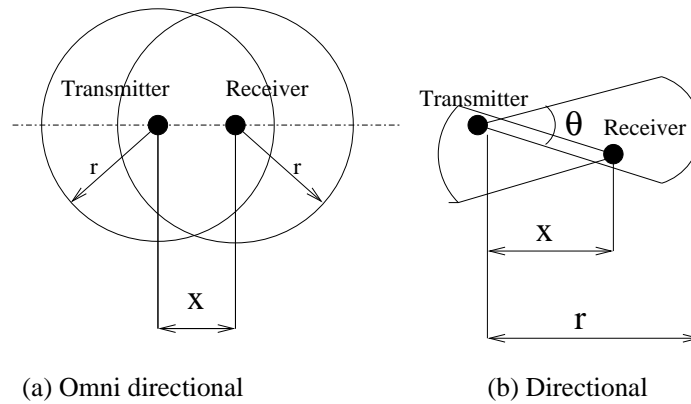 Transmitter
Receiver
r
r
x
(a) Omni directional
Transmitter
θ
Receiver
x
r
(b) Directional